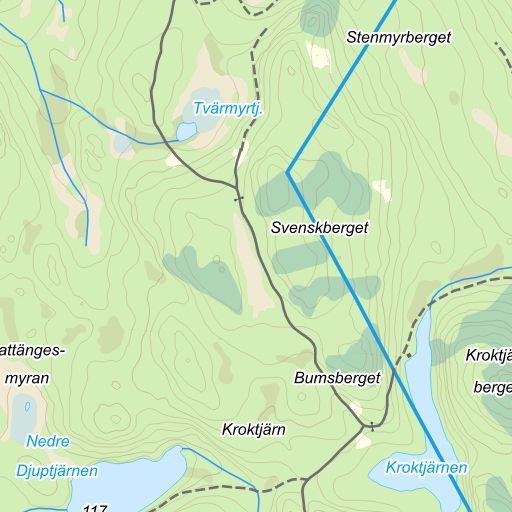 Stenmyrberget
Tvärmyrtj.
Svenskberget
attänges-
myran
Bumsberget
Kroktjä
berge
Kroktjärn
Nedre
Djuptjärnen
Kroktjärnen
117